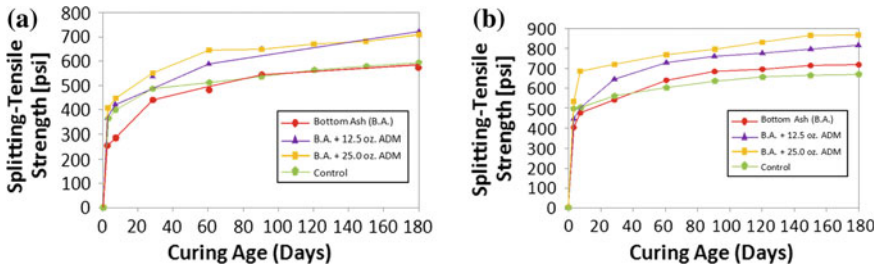 (a)
Splitting-Tensile
Strength [psi]
800
700
600
500
400
300
200
100
0
0 20 40 60 80 100 120 140 160 180
Curing Age (Days)
Bottom Ash (B.A.)
B.A. + 12.5 oz. ADM
B.A. + 25.0 oz. ADM
Control
(b)
Splitting-Tensile
Strength [psi]
900
800
700
600
500
400
300
200
100
0
0 20 40 60 80 100 120 140 160 180
Curing Age (Days)
Bottom Ash (B.A.)
B.A. + 12.5 oz. ADM
B.A. + 25.0 oz. ADM
Control